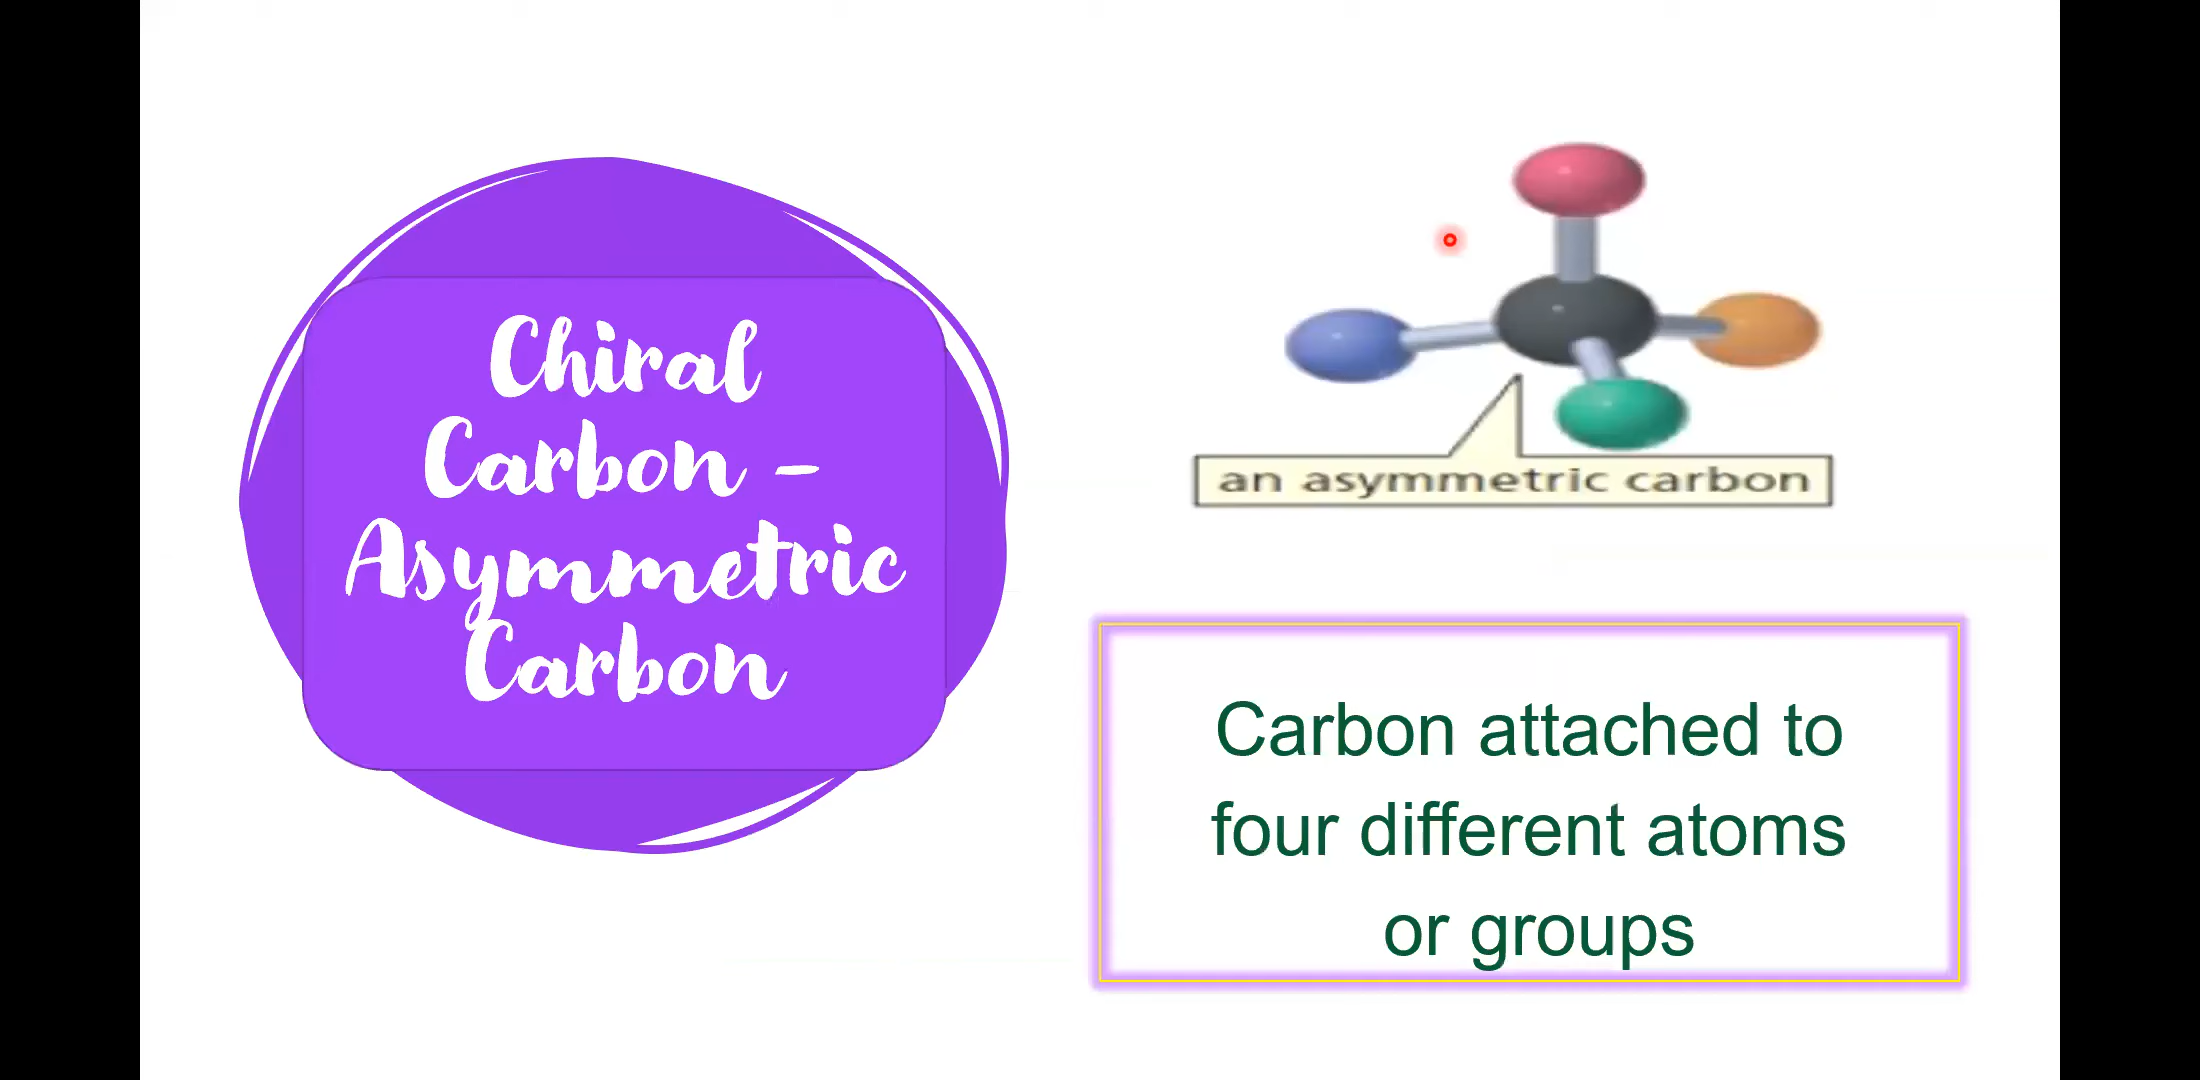 Chiral
Carbon -
Asymmetric
Carbon
an asymmetric carbon
Carbon attached to
four different atoms
or groups